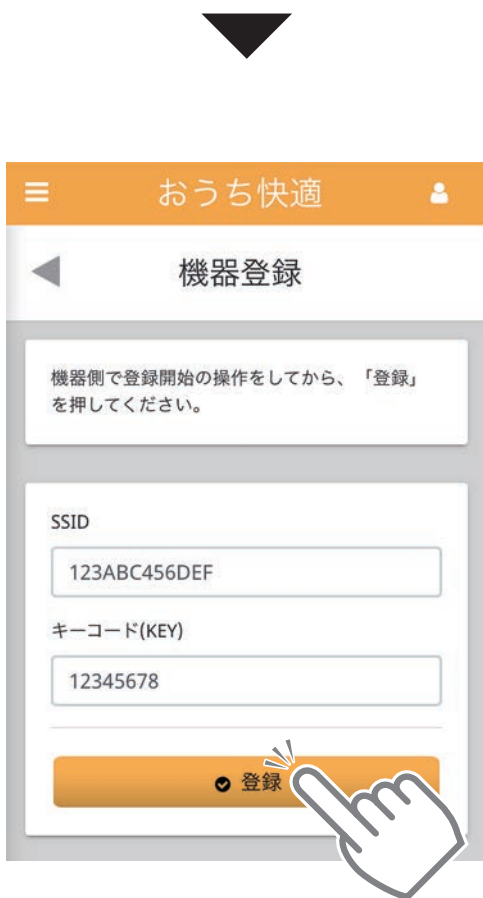 おうち快適
機器登録
機器側で登録開始の操作をしてから、「登録」
を押してください。
SSID
123ABC456DEF
キーコード(KEY)
12345678
登録